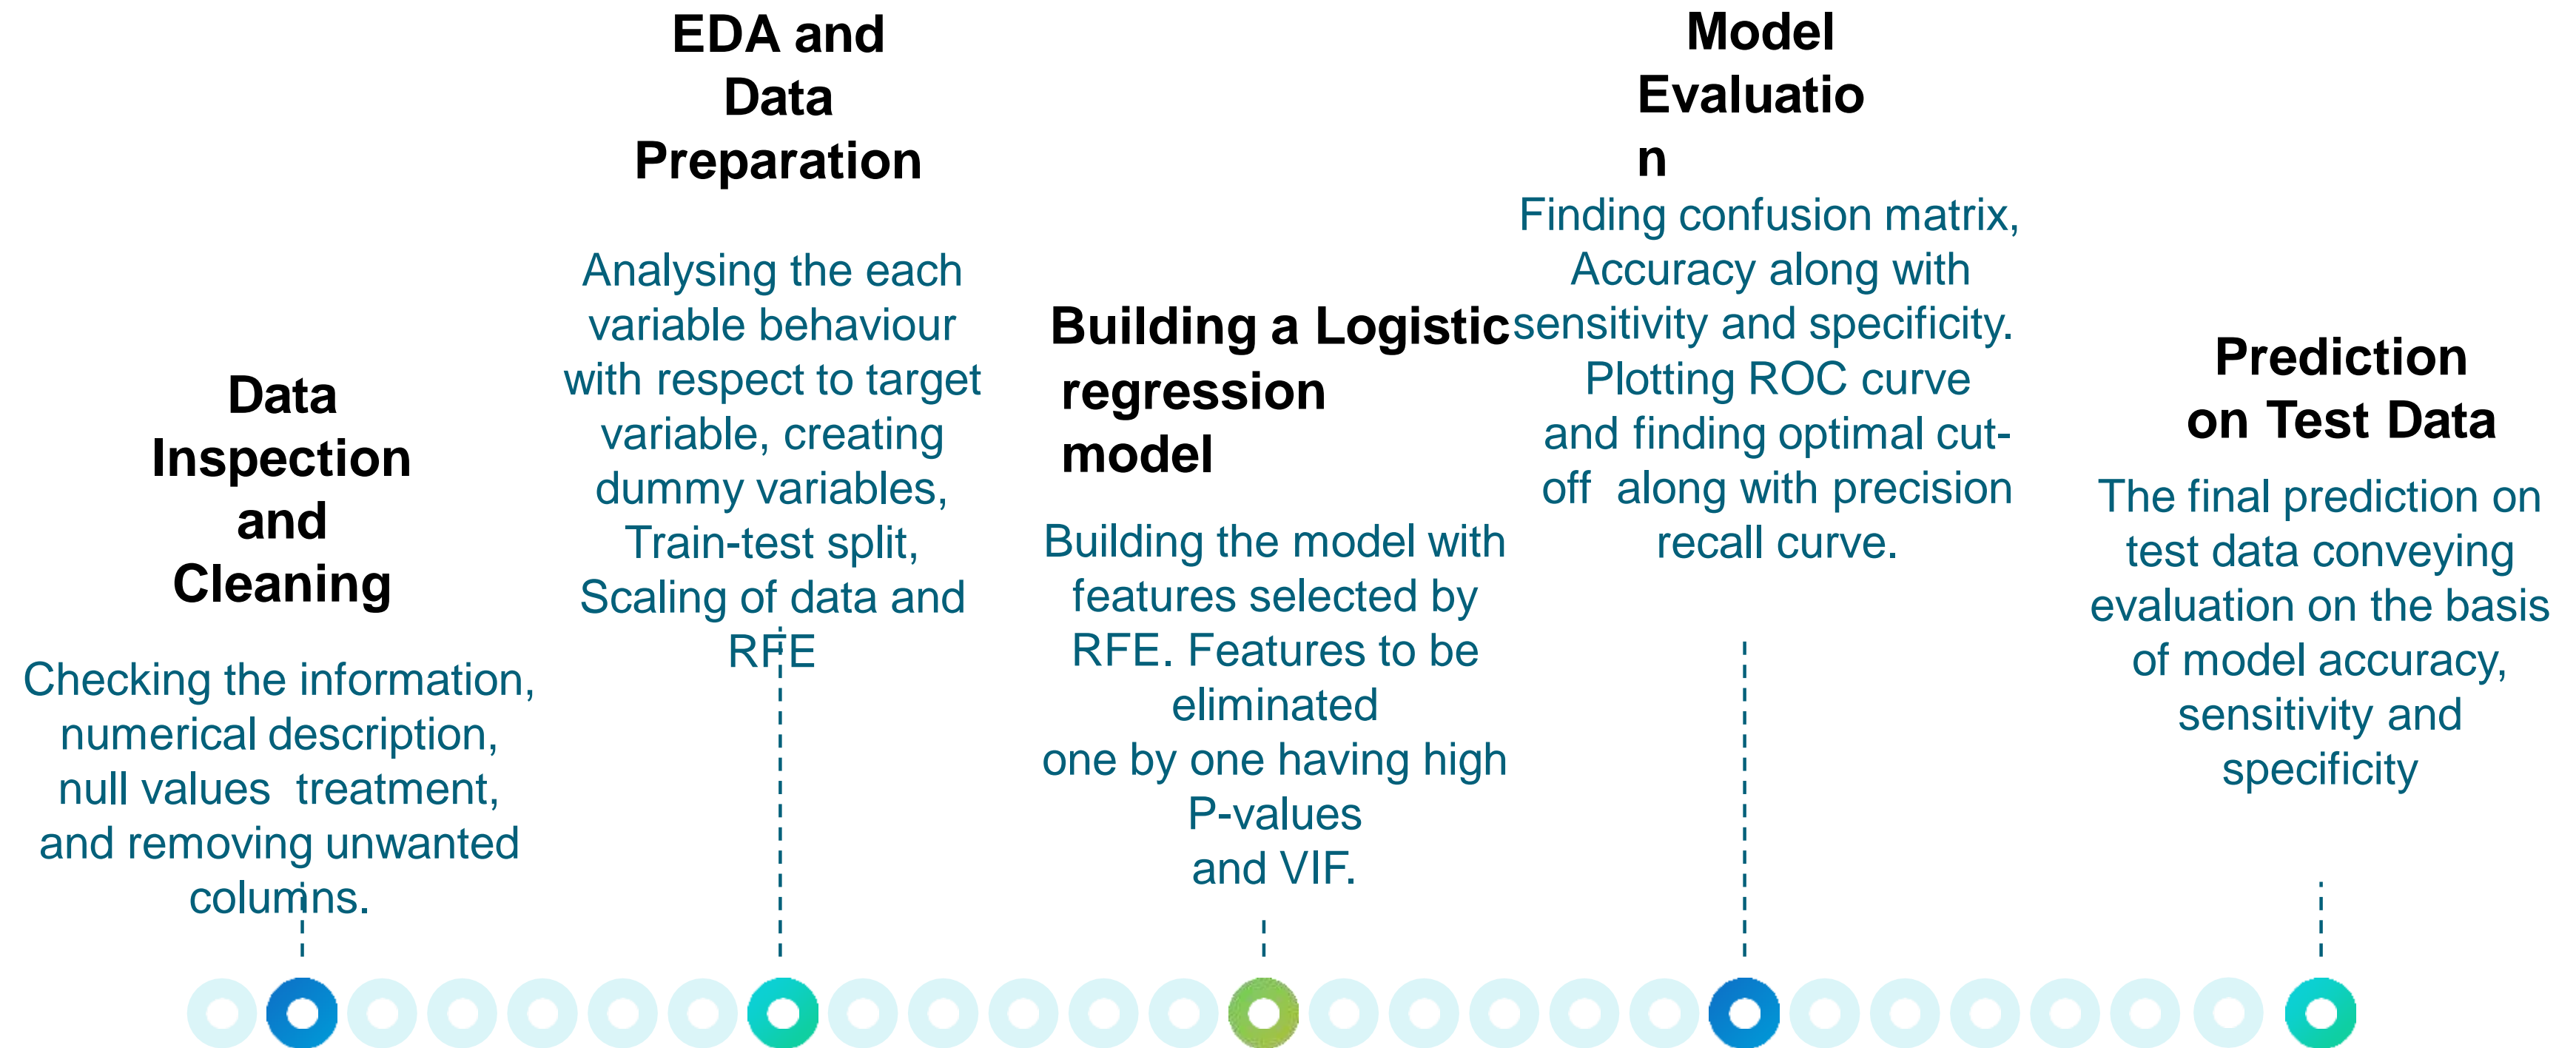 Data
Inspection
and
Cleaning
Checking the information,
numerical description,
null values treatment,
and removing unwanted
columns.
EDA and
Data
Preparation
Analysing the each
variable behaviour
with respect to target
variable, creating
dummy variables,
Train-test split,
Scaling of data and
RFE
Building a Logistic
regression
model
Building the model with
features selected by
RFE. Features to be
eliminated
one by one having high
P-values
and VIF.
Model
Evaluatio
n
Finding confusion matrix,
Accuracy along with
sensitivity and specificity.
Plotting ROC curve
and finding optimal cut-
off along with precision
recall curve.
Prediction
on Test Data
The final prediction on
test data conveying
evaluation on the basis
of model accuracy,
sensitivity and
specificity